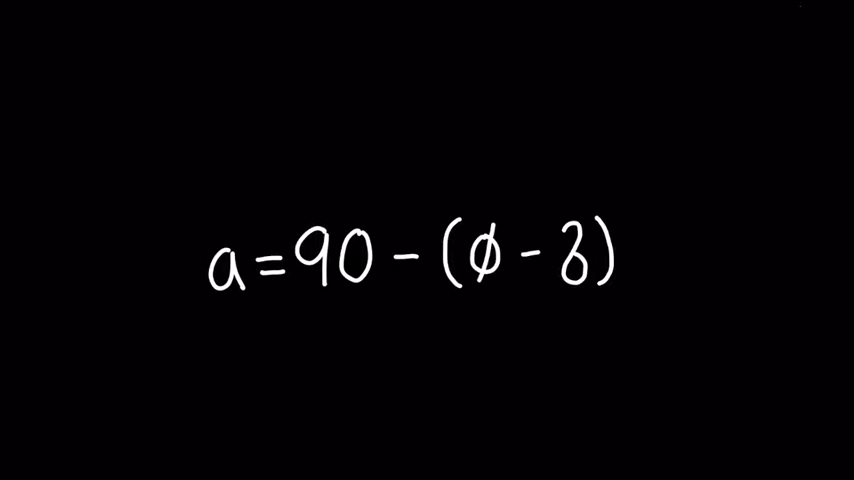 a = 90 - (φ - δ)